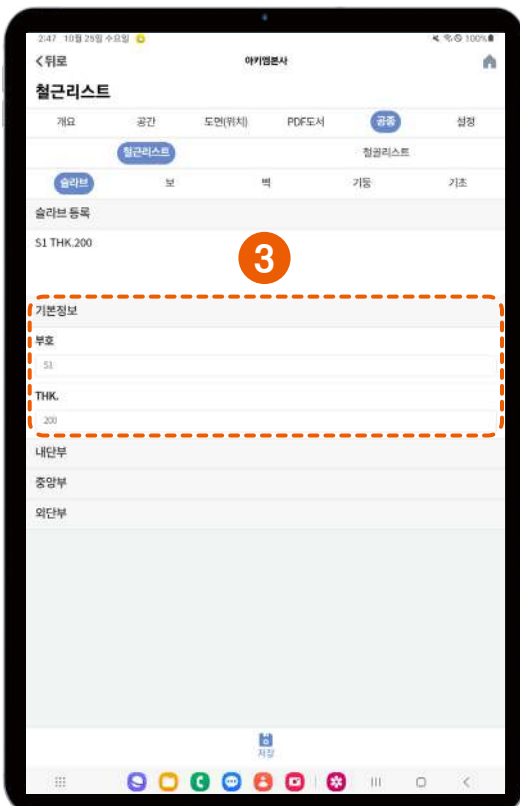 2:47 10월 25일 수요일
100%
뒤로
아키엠본사
철근리스트
개요 공간 도면(위치) PDF도서 공종 설정
철근리스트 철골리스트
슬라브 보 벽 기둥 기초
슬라브 등록
S1 THK.200
3
기본정보
부호
S1
THK.
200
내단부
중앙부
외단부
저장